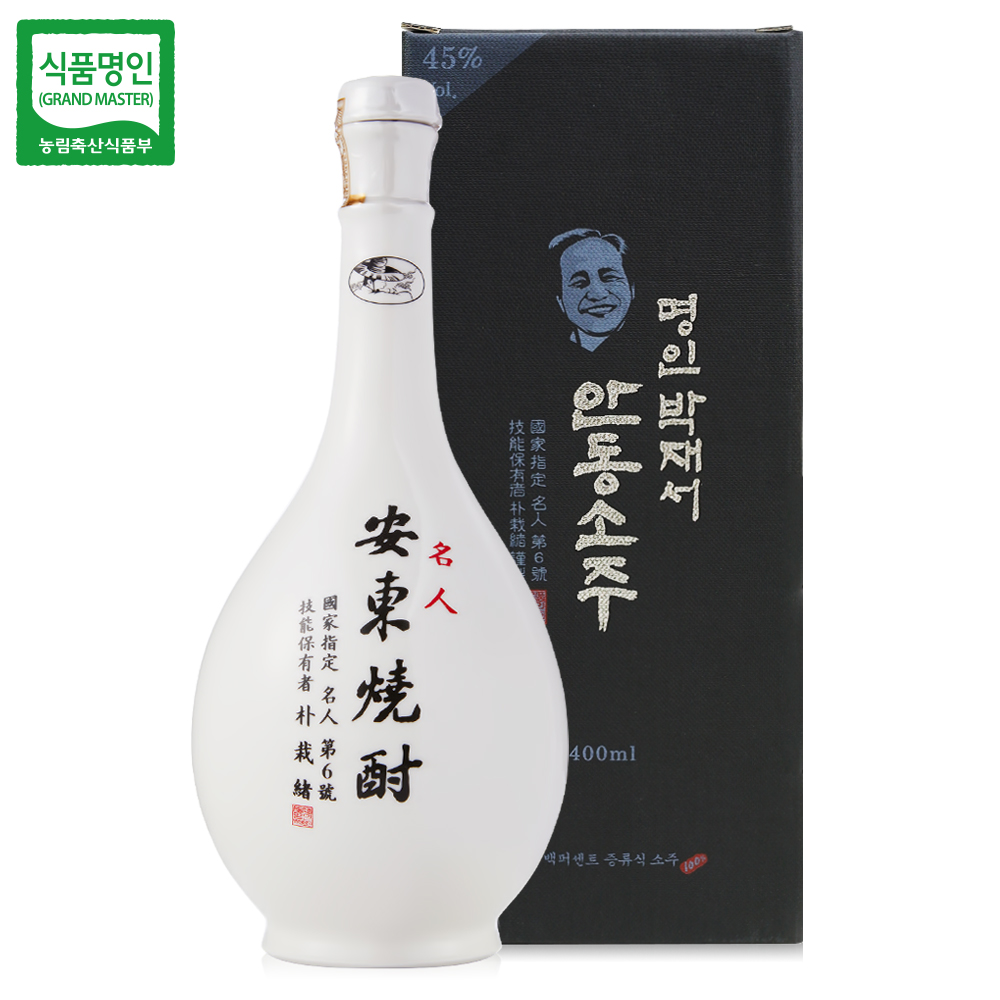 식품명인
(GRAND MASTER)
농림축산식품부
45%
명인 박재서
안동소주
國家指定 名人 第6號
技能保有者 朴栽緖
400ml
백퍼센트 증류식 소주
100%
名人
安東燒酎
國家指定 名人 第6號
技能保有者 朴栽緖